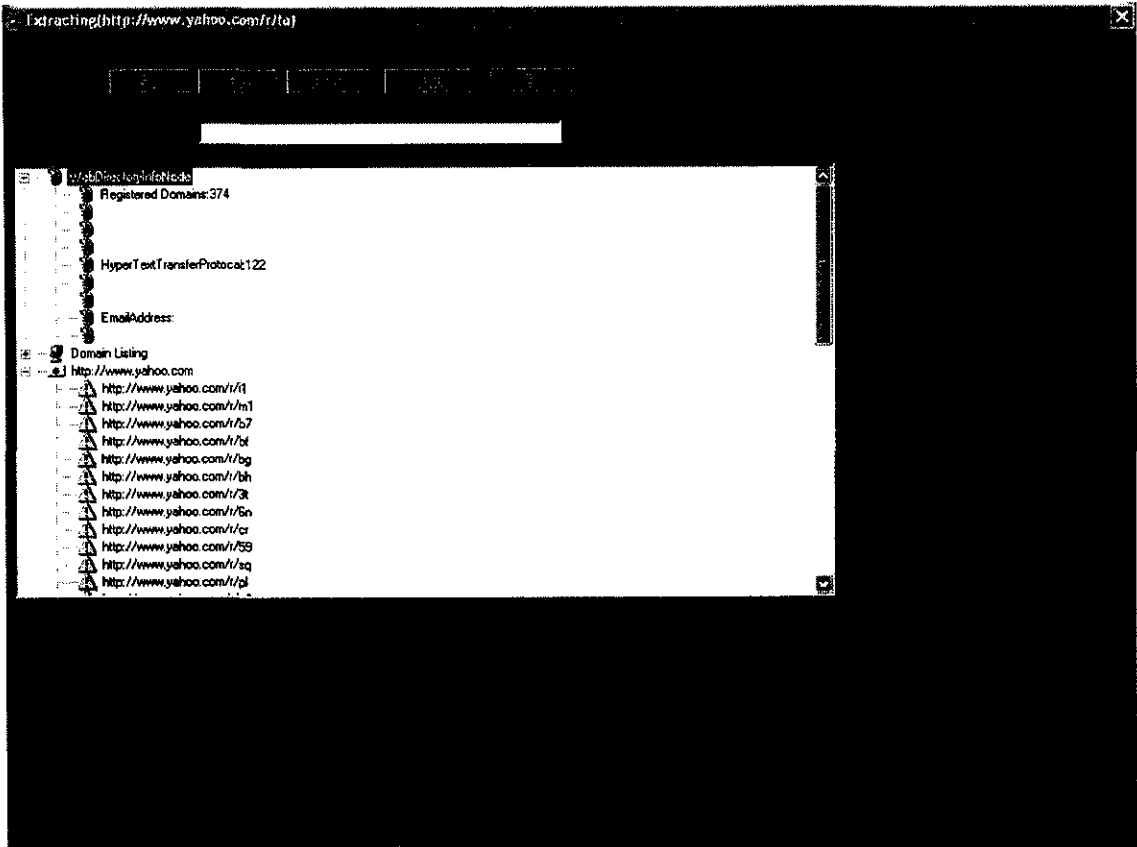 Extracting(http://www.yahoo.com/r/ta)
WebDirectoryInfoNode
Registered Domains:374
HyperTextTransferProtocal:122
EmailAddress:
Domain Listing
http://www.yahoo.com
http://www.yahoo.com/r/i1
http://www.yahoo.com/r/m1
http://www.yahoo.com/r/b7
http://www.yahoo.com/r/bf
http://www.yahoo.com/r/bg
http://www.yahoo.com/r/bh
http://www.yahoo.com/r/3t
http://www.yahoo.com/r/6n
http://www.yahoo.com/r/cr
http://www.yahoo.com/r/59
http://www.yahoo.com/r/sq
http://www.yahoo.com/r/pl